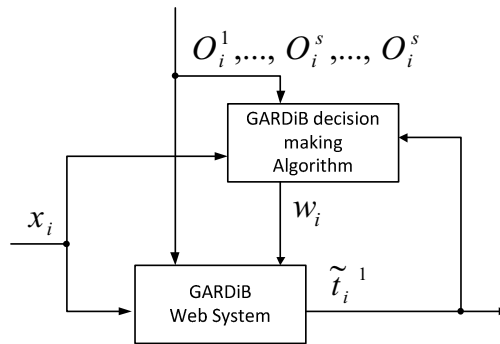 O_i^1,..., O_i^s,..., O_i^s
GARDiB decision
making
Algorithm
x_i
w_i
GARDiB
Web System
t̃_i^1